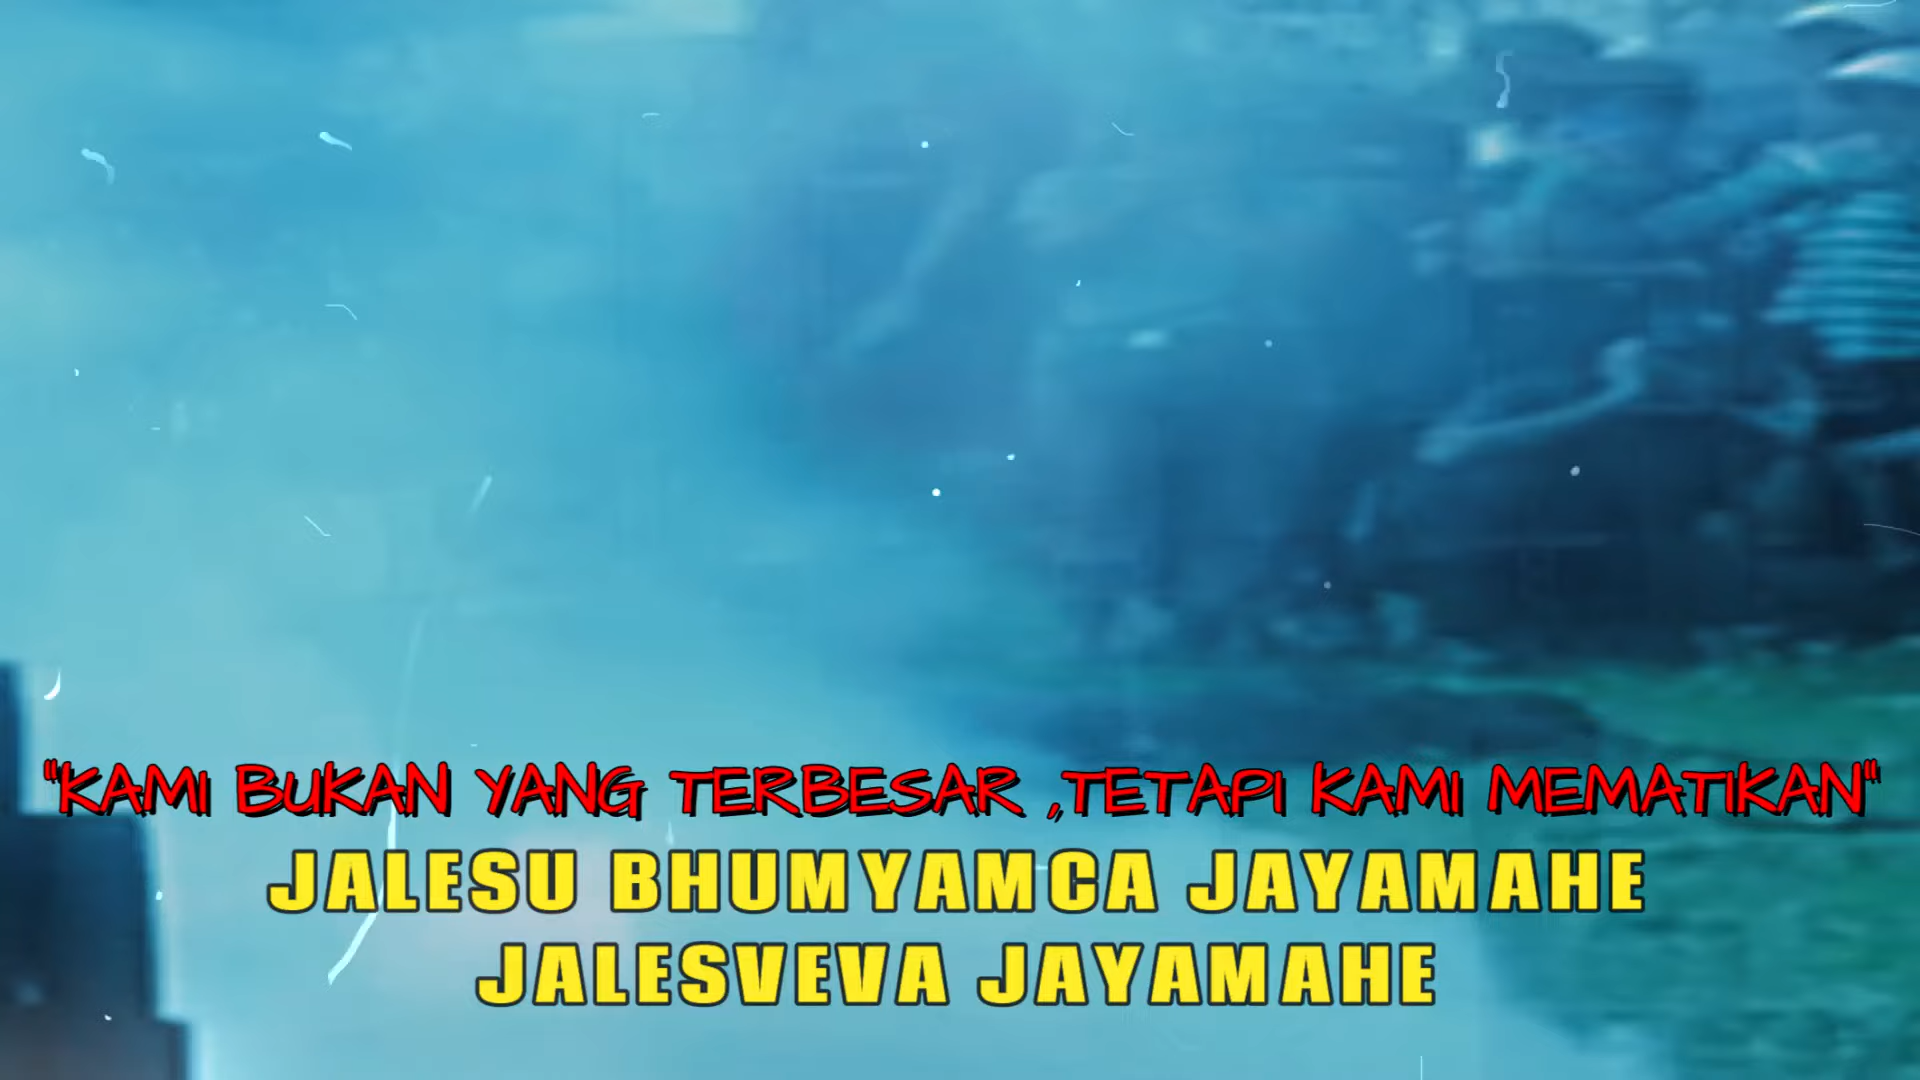 "KAMI BUKAN YANG TERBESAR ,TETAPI KAMI MEMATIKAN"
JALESU BHUMYAMCA JAYAMAHE
JALESVEVA JAYAMAHE